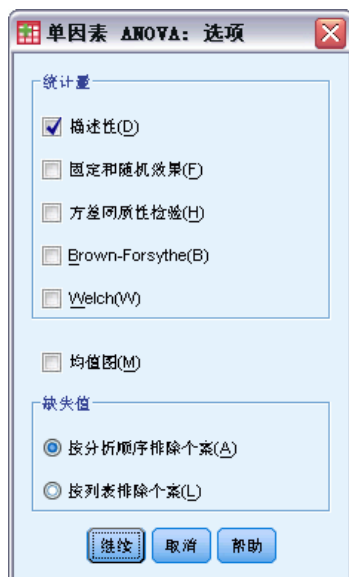 单因素 ANOVA：选项
统计量
描述性(D)
固定和随机效果(F)
方差同质性检验(H)
Brown-Forsythe(B)
Welch(W)
均值图(M)
缺失值
按分析顺序排除个案(A)
按列表排除个案(L)
继续 取消 帮助